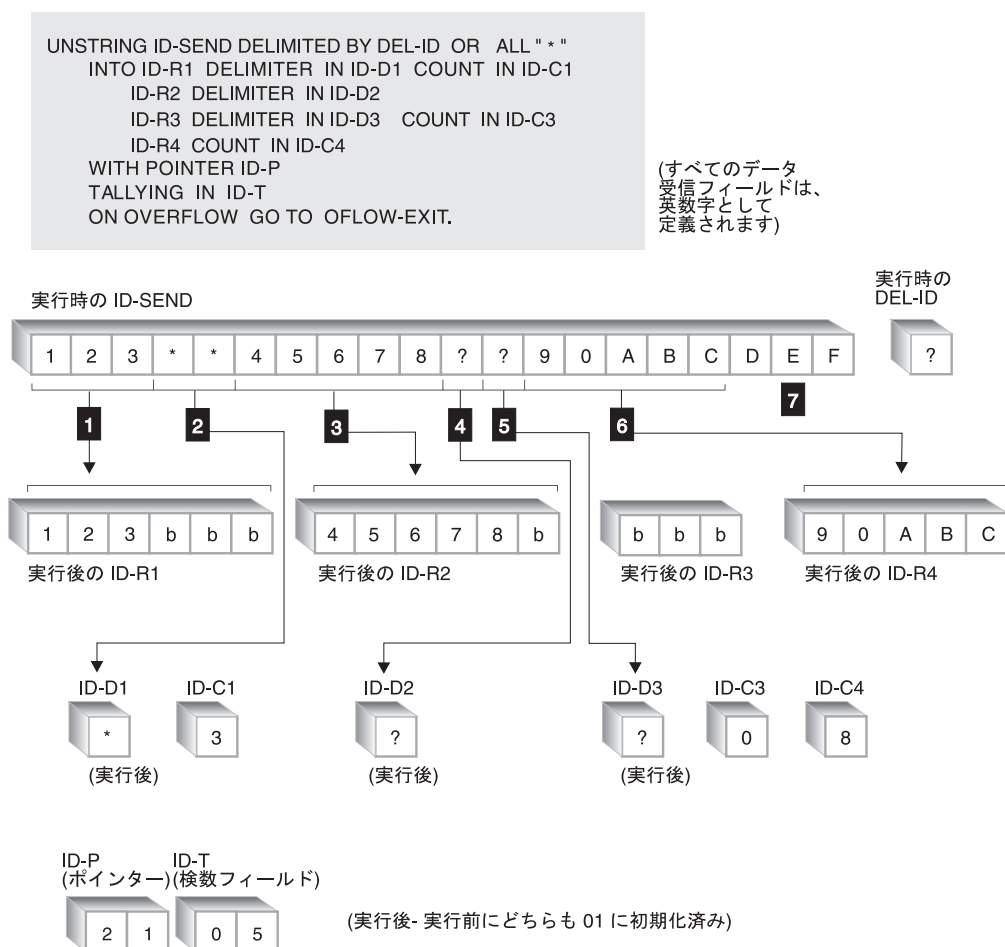 UNSTRING ID-SEND DELIMITED BY DEL-ID OR ALL "*"
INTO ID-R1 DELIMITER IN ID-D1 COUNT IN ID-C1
ID-R2 DELIMITER IN ID-D2
ID-R3 DELIMITER IN ID-D3 COUNT IN ID-C3
ID-R4 COUNT IN ID-C4
WITH POINTER ID-P
TALLYING IN ID-T
ON OVERFLOW GO TO OFLOW-EXIT.
(すべてのデータ
受信フィールドは、
英数字として
定義されます)
実行時の ID-SEND
実行時の
DEL-ID
1 2 3 * * 4 5 6 7 8 ? ? 9 0 A B C D E F
?
1 2 3 4 5 6 7
1 2 3 b b b
4 5 6 7 8 b
b b b
9 0 A B C
実行後の ID-R1
実行後の ID-R2
実行後の ID-R3
実行後の ID-R4
ID-D1 ID-C1 ID-D2 ID-D3 ID-C3 ID-C4
* 3 ? ? 0 8
(実行後) (実行後) (実行後)
ID-P ID-T
(ポインター) (検数フィールド)
2 1 0 5
(実行後- 実行前にどちらも 01 に初期化済み)